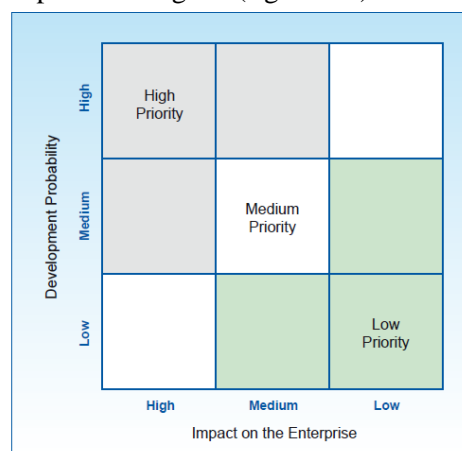 Development Probability
High
High
Priority
Medium
Medium
Priority
Low
Low
Priority
High
Medium
Low
Impact on the Enterprise